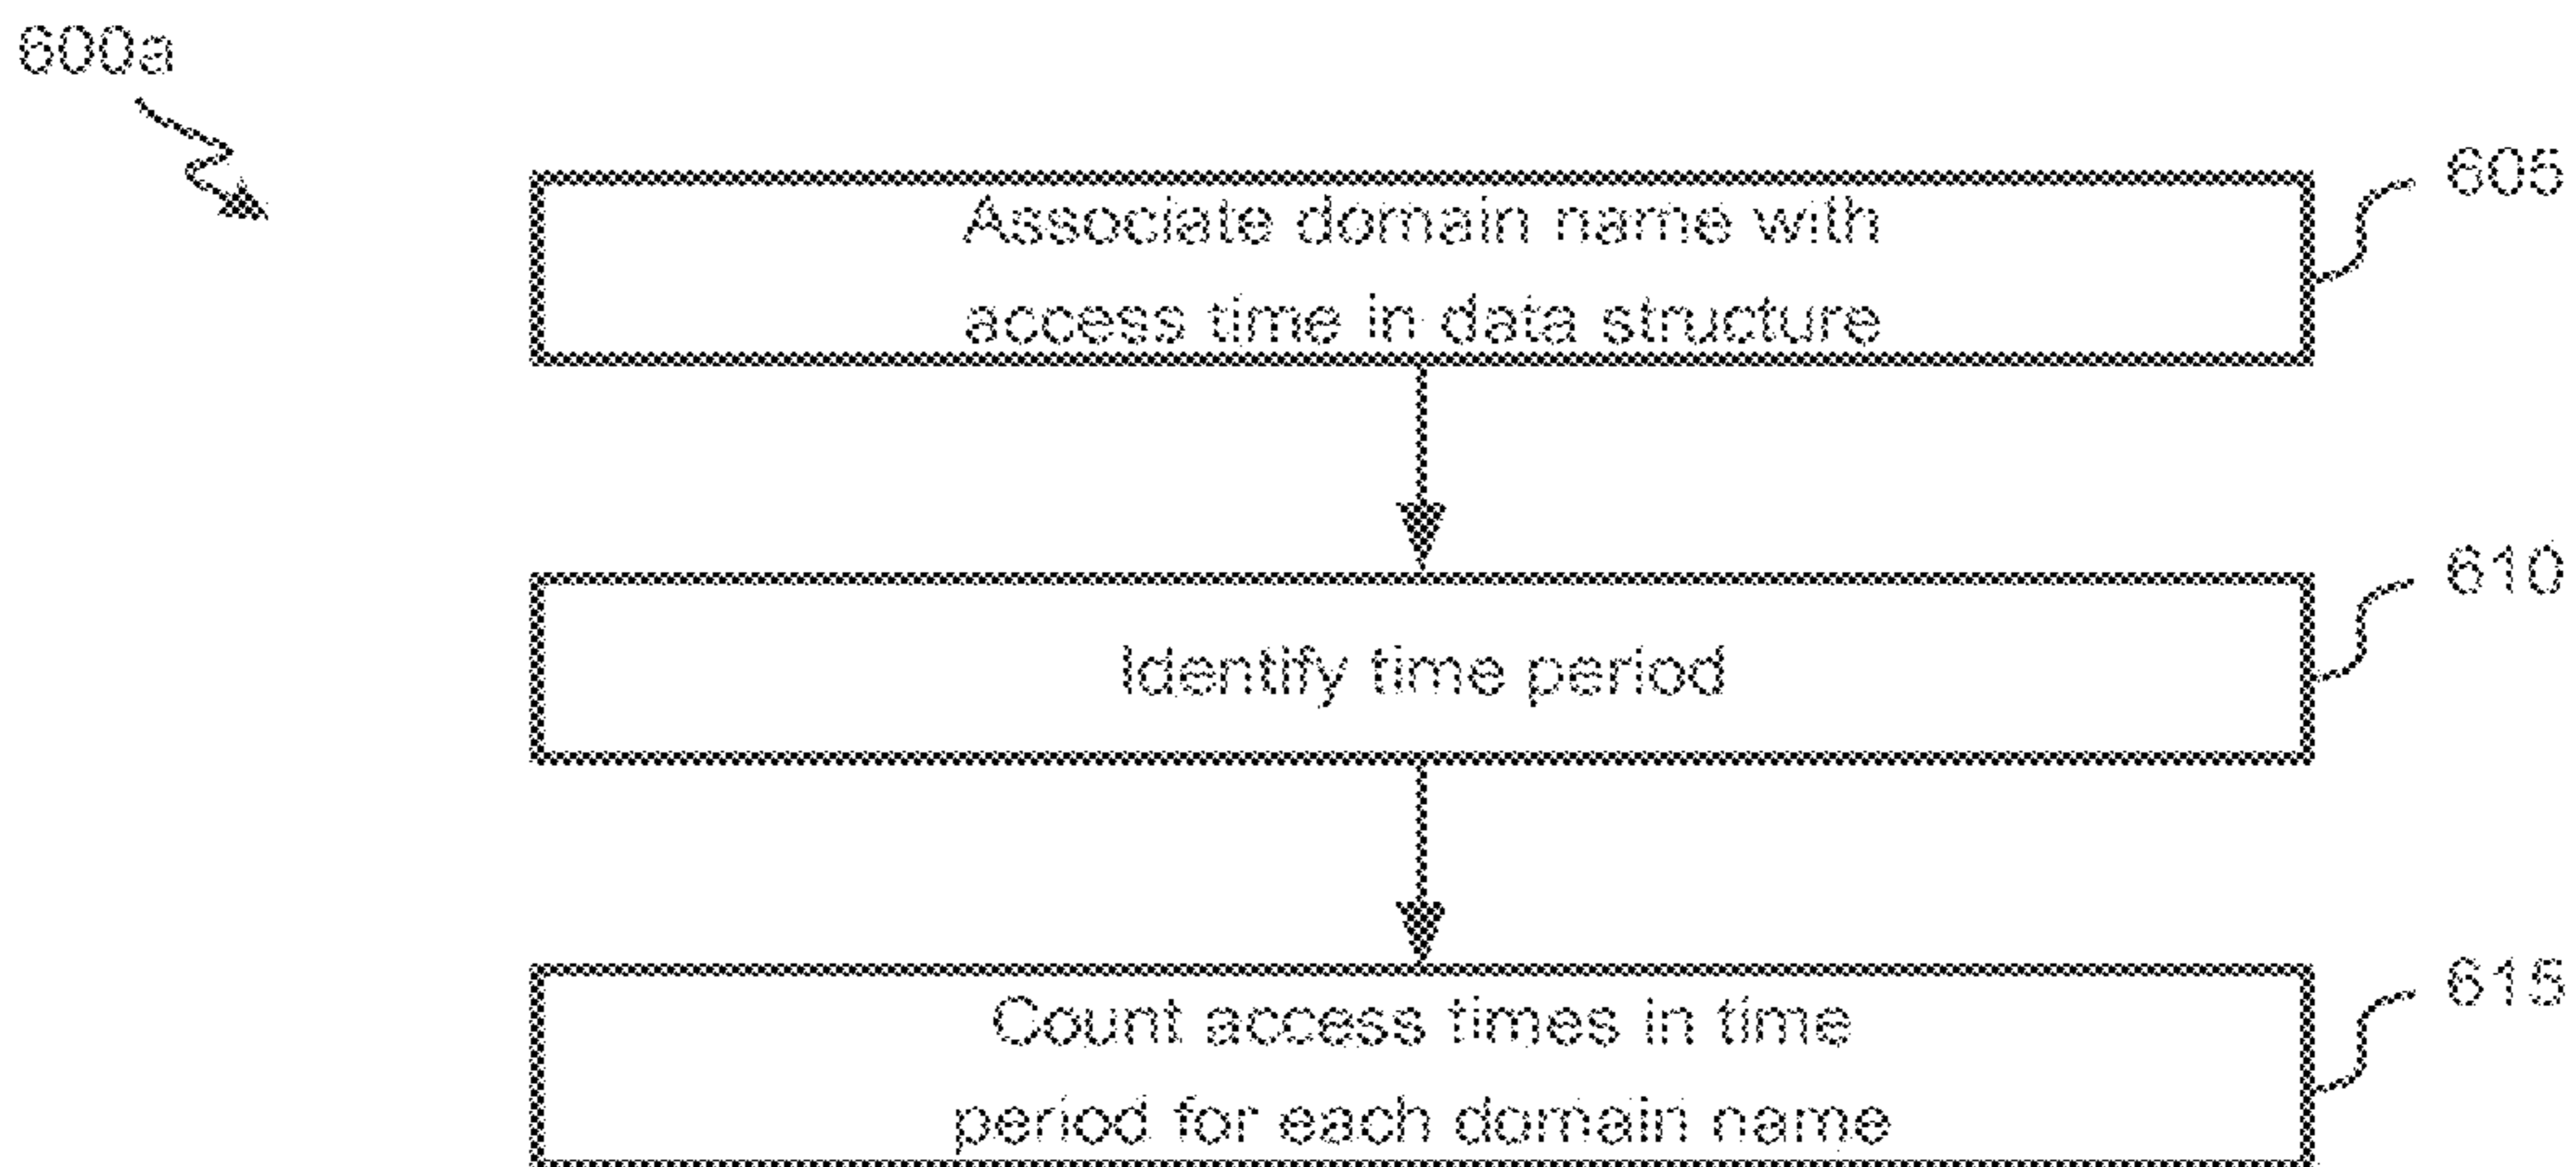 600a
605
Associate domain name with
access time in data structure
610
Identify time period
615
Count access times in time
period for each domain name